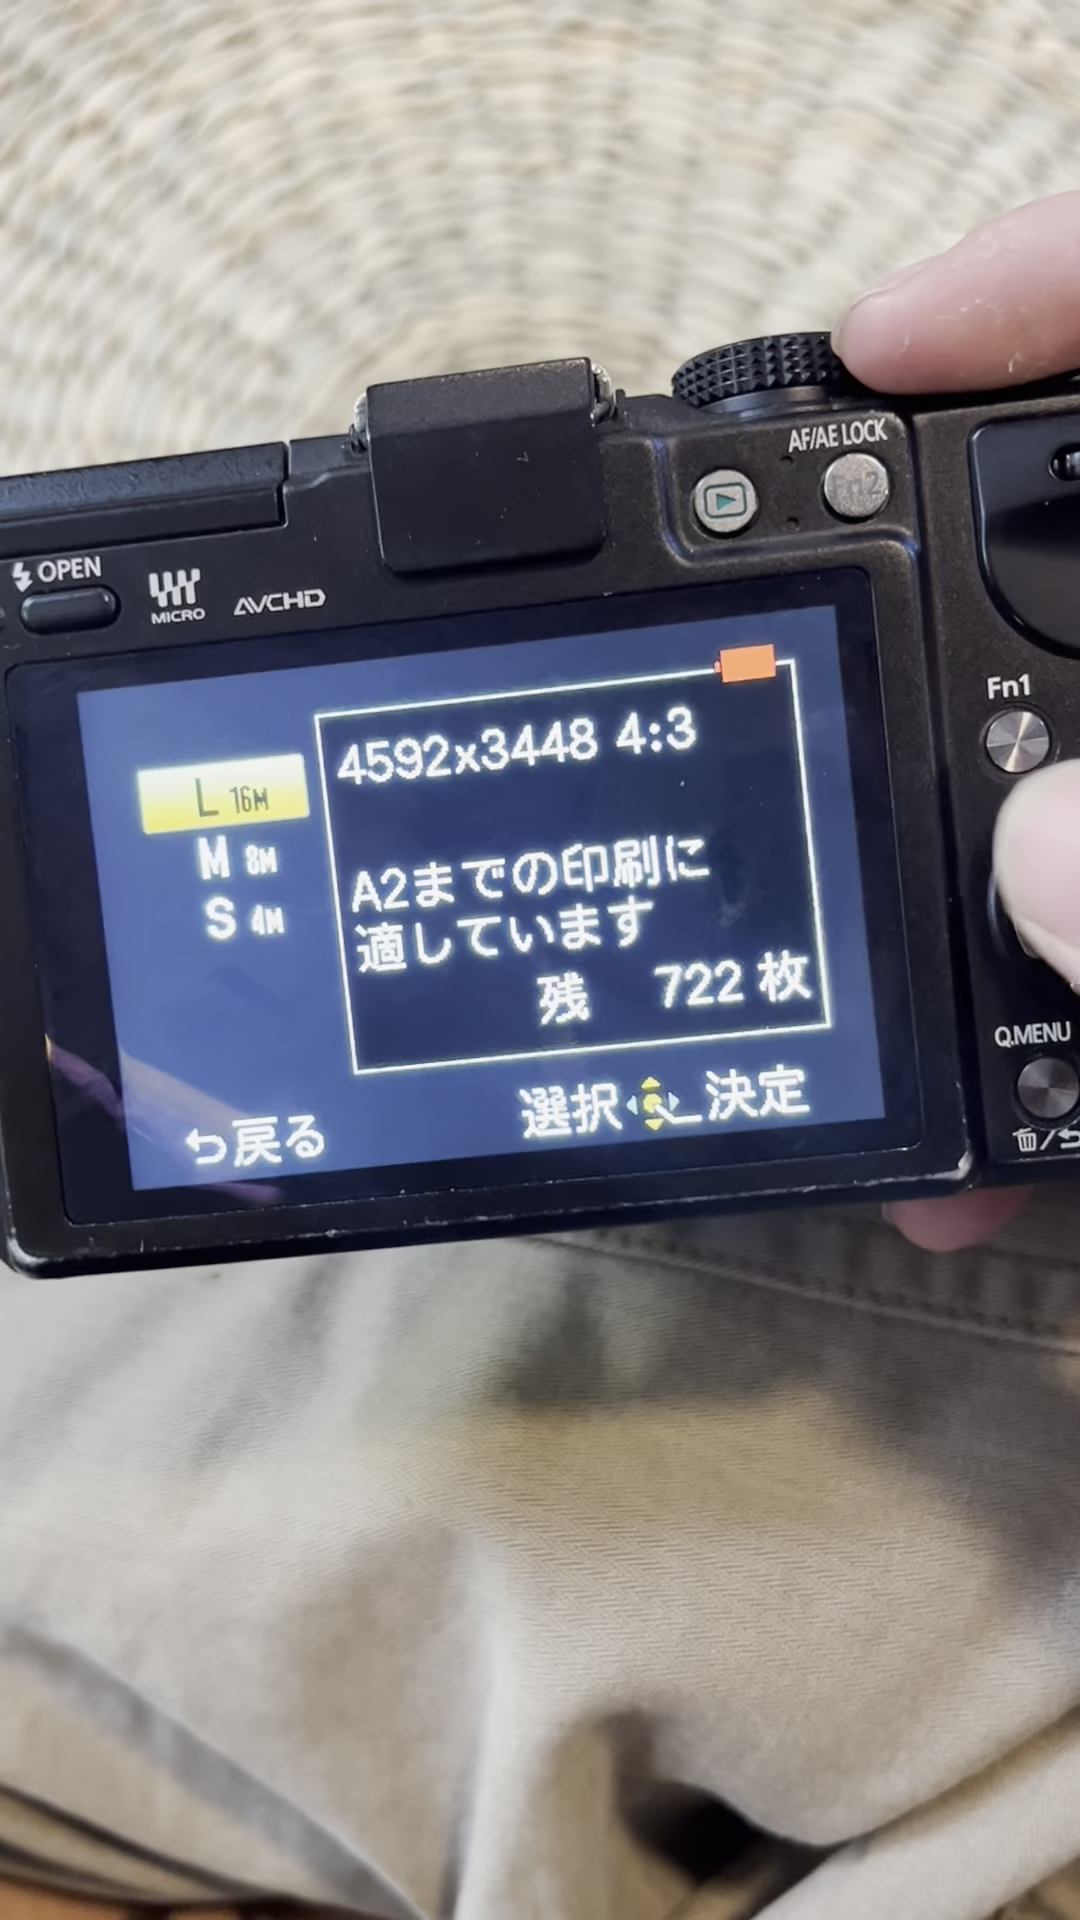 AF/AE LOCK
Fn2
OPEN
MICRO
AVCHD
Fn1
4592x3448 4:3
L 16M
M 8M
S 4M
A2までの印刷に
適しています
残 722 枚
戻る
選択 決定
Q.MENU